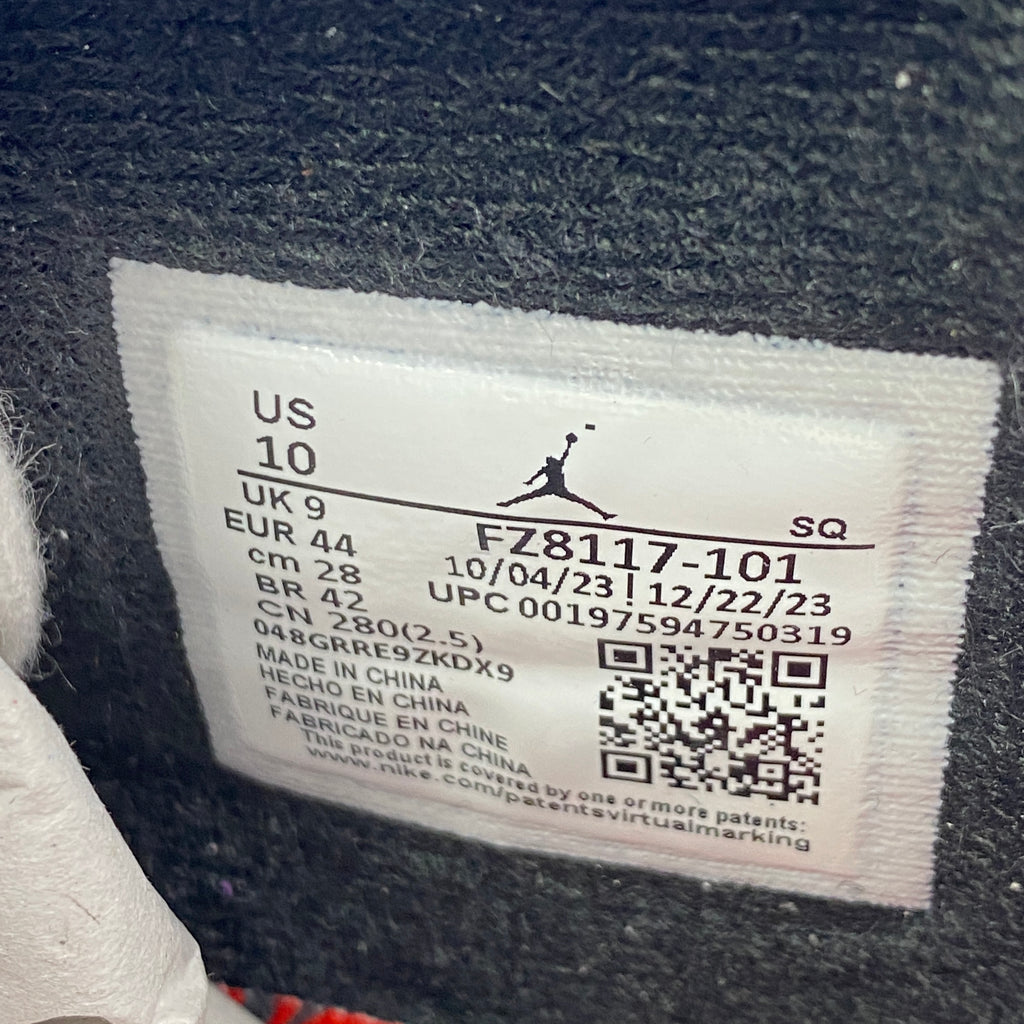 US
10
SQ
UK 9
EUR 44
cm 28
BR 42
CN 280(2.5)
048GRRE9ZKDX9
MADE IN CHINA
HECHO EN CHINA
FABRIQUE EN CHINE
FABRICADO NA CHINA
FZ8117-101
10/04/23 | 12/22/23
UPC 00197594750319
This product is covered by one or more patents:
www.nike.com/patentsvirtualmarking